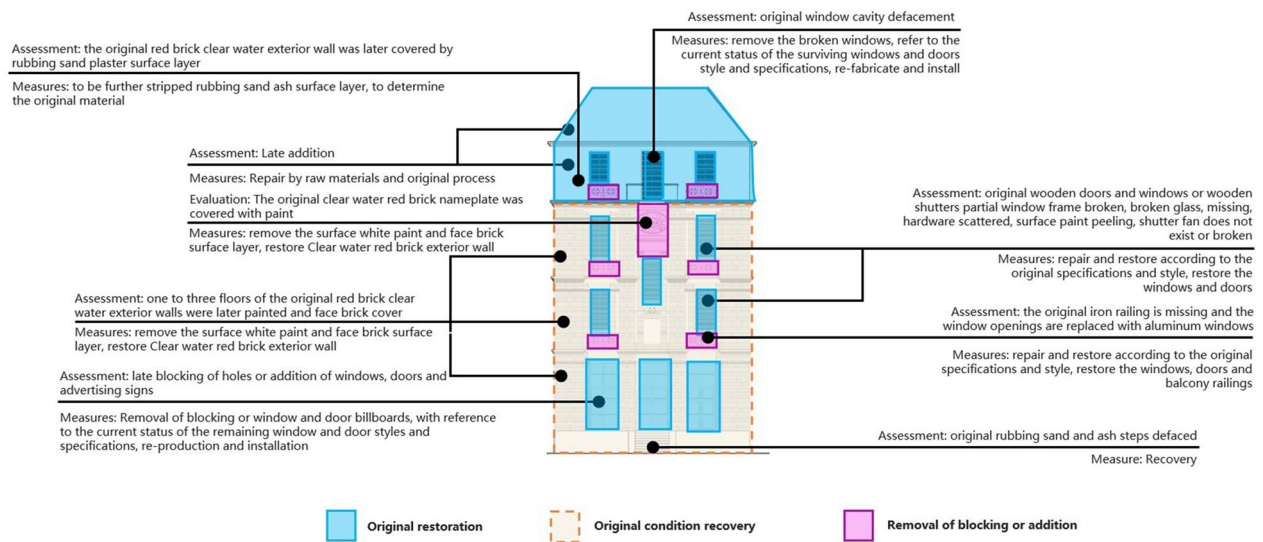 Assessment: original window cavity defacement
Measures: remove the broken windows, refer to the
current status of the surviving windows and doors
style and specifications, re-fabricate and install
Assessment: the original red brick clear water exterior wall was later covered by
rubbing sand plaster surface layer
Measures: to be further stripped rubbing sand ash surface layer, to determine
the original material
Assessment: Late addition
Measures: Repair by raw materials and original process
Evaluation: The original clear water red brick nameplate was
covered with paint
Measures: remove the surface white paint and face brick
surface layer, restore Clear water red brick exterior wall
Assessment: one to three floors of the original red brick clear
water exterior walls were later painted and face brick cover
Measures: remove the surface white paint and face brick surface
layer, restore Clear water red brick exterior wall
Assessment: late blocking of holes or addition of windows, doors and
advertising signs
Measures: Removal of blocking or window and door billboards, with reference
to the current status of the remaining window and door styles and
specifications, re-production and installation
Assessment: original wooden doors and windows or wooden
shutters partial window frame broken, broken glass, missing,
hardware scattered, surface paint peeling, shutter fan does not
exist or broken
Measures: repair and restore according to the
original specifications and style, restore the
windows and doors
Assessment: the original iron railing is missing and the
window openings are replaced with aluminum windows
Measures: repair and restore according to the original
specifications and style, restore the windows, doors and
balcony railings
Assessment: original rubbing sand and ash steps defaced
Measure: Recovery
Original restoration
Original condition recovery
Removal of blocking or addition